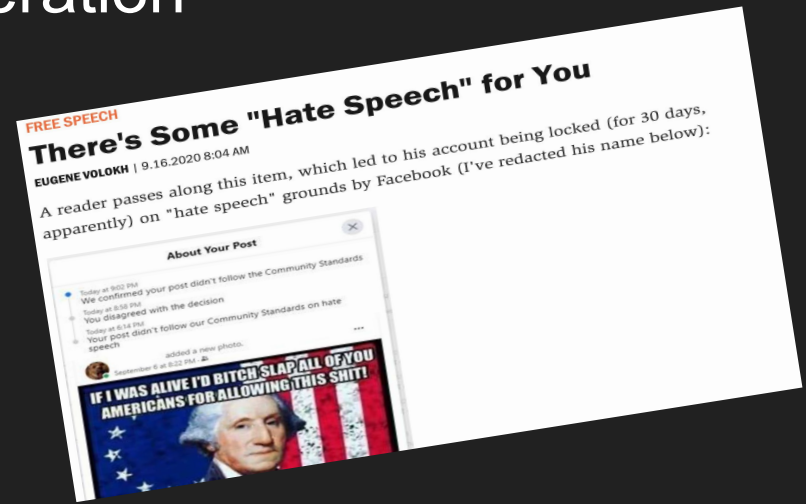 eration
FREE SPEECH
There's Some "Hate Speech" for You
EUGENE VOLOKH | 9.16.2020 8:04 AM
A reader passes along this item, which led to his account being locked (for 30 days,
apparently) on "hate speech" grounds by Facebook (I've redacted his name below):
About Your Post
Today at 9:02 PM
We confirmed your post didn't follow the Community Standards
Today at 8:58 PM
You disagreed with the decision
Today at 6:14 PM
Your post didn't follow our Community Standards on hate
speech
added a new photo.
September 6 at 8:22 PM
IF I WAS ALIVE I'D BITCH SLAP ALL OF YOU
AMERICANS FOR ALLOWING THIS SHIT!